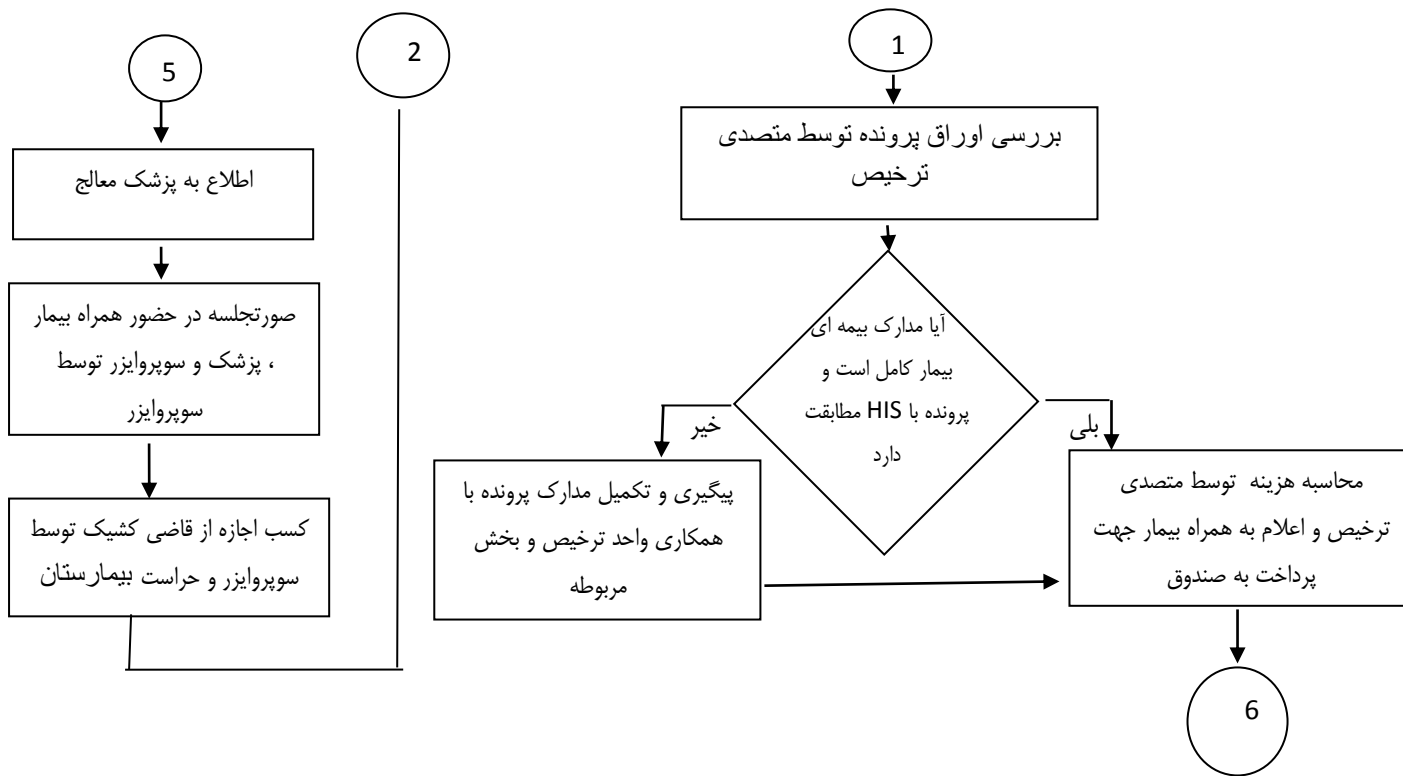 1
بررسی اوراق پرونده توسط متصدی
ترخیص
آیا مدارک بیمه ای
بیمار کامل است و
پرونده با HIS مطابقت
دارد
بلی
خیر
محاسبه هزینه توسط متصدی
ترخیص و اعلام به همراه بیمار جهت
پرداخت به صندوق
پیگیری و تکمیل مدارک پرونده با
همکاری واحد ترخیص و بخش
مربوطه
6
2
5
اطلاع به پزشک معالج
صورتجلسه در حضور همراه بیمار
، پزشک و سوپروایزر توسط
سوپروایزر
کسب اجازه از قاضی کشیک توسط
سوپروایزر و حراست بیمارستان